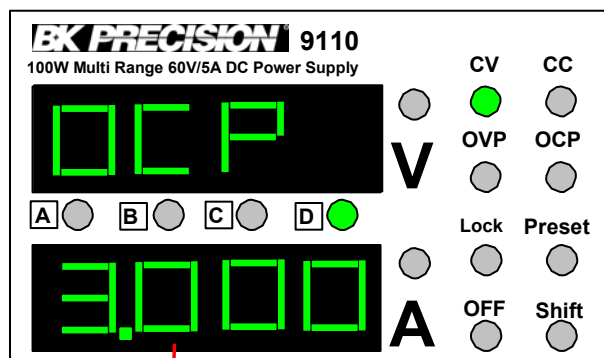 BK PRECISION® 9110
100W Multi Range 60V/5A DC Power Supply
CV CC
OCP
V
OVP OCP
A B C D
Lock Preset
3.000
A
OFF Shift